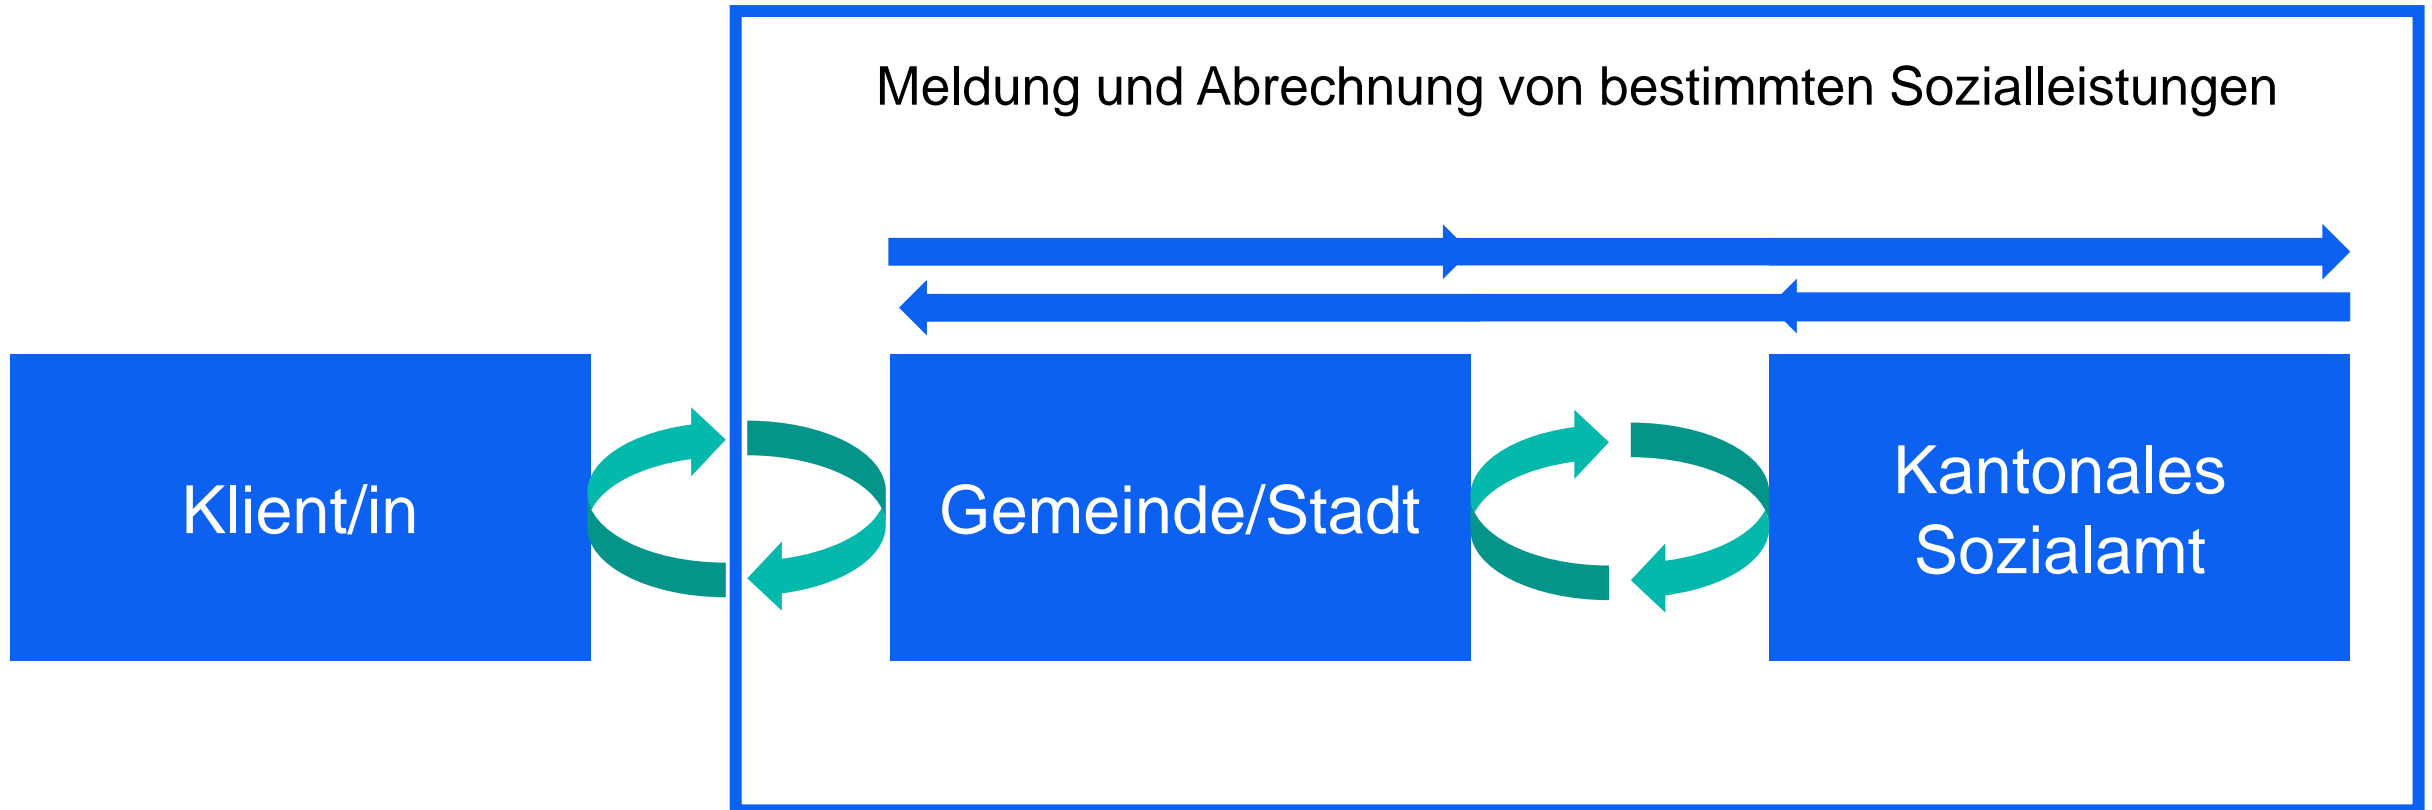 Meldung und Abrechnung von bestimmten Sozialleistungen
Klient/in
Gemeinde/Stadt
Kantonales
Sozialamt